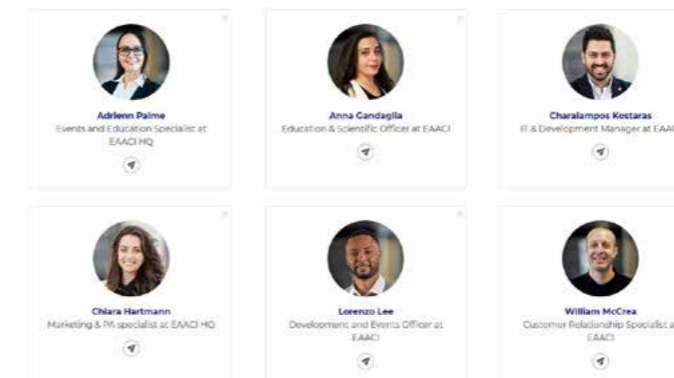 Adrienn Palme
Events and Education Specialist at
EAACI HQ
Anna Gandaglia
Education & Scientific Officer at EAACI
Charalampos Kostaras
IT & Development Manager at EAAC
Chiara Hartmann
Marketing & PA specialist at EAACI HQ
Lorenzo Lee
Development and Events Officer at
EAACI
William McCrea
Customer Relationship Specialist a
EAACI